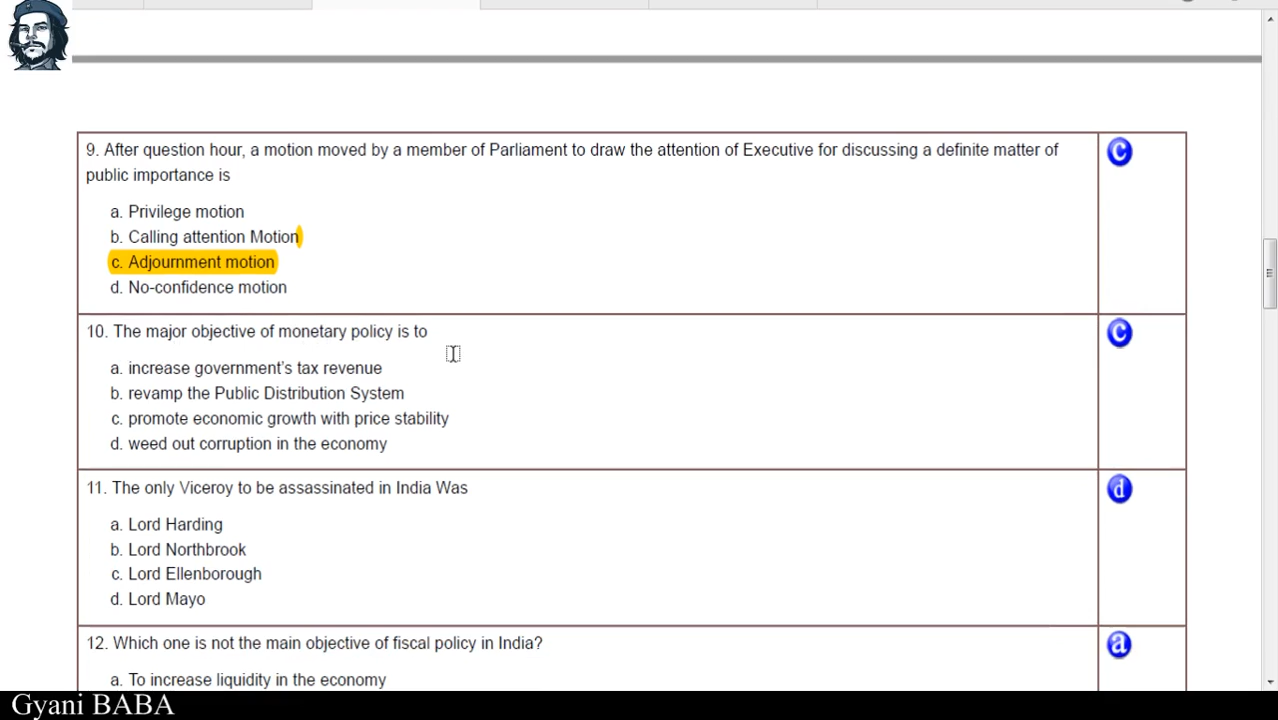 9. After question hour, a motion moved by a member of Parliament to draw the attention of Executive for discussing a definite matter of
public importance is
C
a. Privilege motion
b. Calling attention Motion
c. Adjournment motion
d. No-confidence motion
10. The major objective of monetary policy is to
C
a. increase government's tax revenue
b. revamp the Public Distribution System
c. promote economic growth with price stability
d. weed out corruption in the economy
11. The only Viceroy to be assassinated in India Was
d
a. Lord Harding
b. Lord Northbrook
c. Lord Ellenborough
d. Lord Mayo
12. Which one is not the main objective of fiscal policy in India?
a
a. To increase liquidity in the economy
Gyani BABA